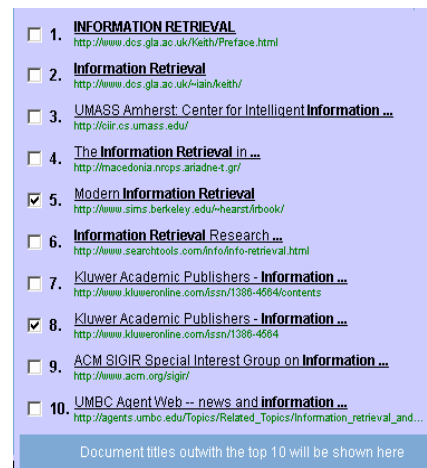 1. INFORMATION RETRIEVAL
http://www.dcs.gla.ac.uk/Keith/Preface.html
2. Information Retrieval
http://www.dcs.gla.ac.uk/~iain/keith/
3. UMASS Amherst: Center for Intelligent Information ...
http://ciir.cs.umass.edu/
4. The Information Retrieval in ...
http://macedonia.nrcps.ariadne-t.gr/
5. Modern Information Retrieval
http://www.sims.berkeley.edu/~hearst/irbook/
6. Information Retrieval Research ...
http://www.searchtools.com/info/info-retrieval.html
7. Kluwer Academic Publishers - Information ...
http://www.kluweronline.com/issn/1386-4564/contents
8. Kluwer Academic Publishers - Information ...
http://www.kluweronline.com/issn/1386-4564
9. ACM SIGIR Special Interest Group on Information ...
http://www.acm.org/sigir/
10. UMBC Agent Web -- news and information ...
http://agents.umbc.edu/Topics/Related_Topics/Information_retrieval_and...
Document titles outwith the top 10 will be shown here